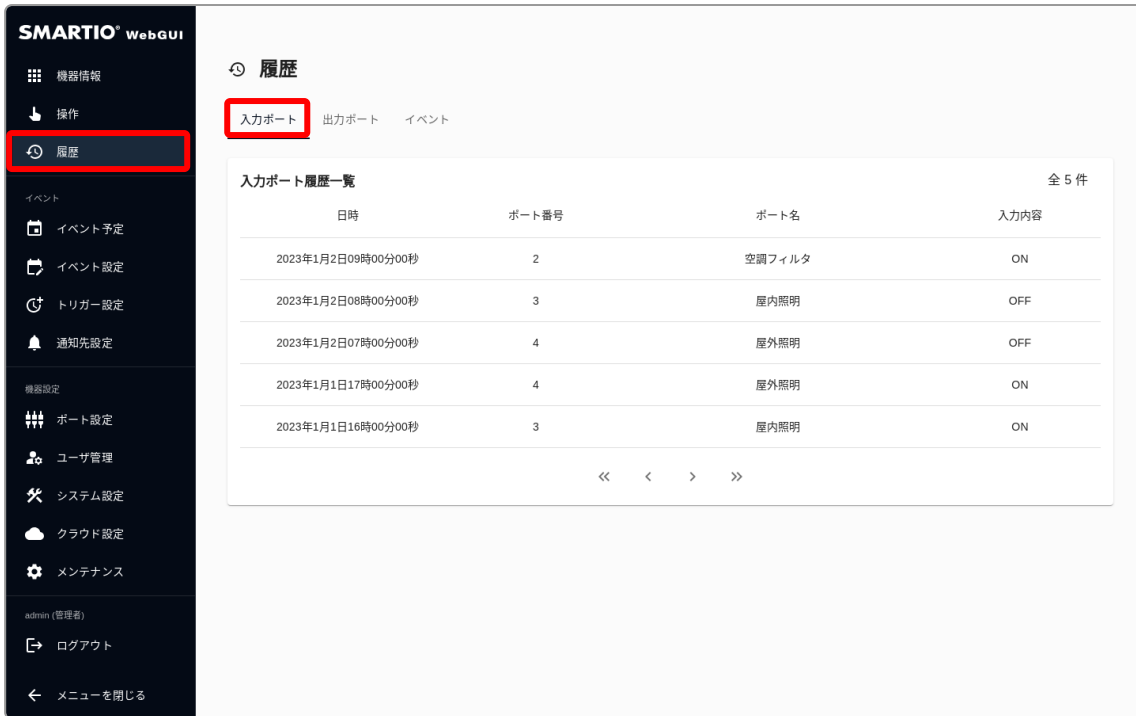 SMARTIO® WebGUI
機器情報
操作
履歴
イベント
イベント予定
イベント設定
トリガー設定
通知先設定
機器設定
ポート設定
ユーザ管理
システム設定
クラウド設定
メンテナンス
admin (管理者)
ログアウト
メニューを閉じる
履歴
入力ポート 出力ポート イベント
入力ポート履歴一覧 全 5 件
日時 ポート番号 ポート名 入力内容
2023年1月2日09時00分00秒 2 空調フィルタ ON
2023年1月2日08時00分00秒 3 屋内照明 OFF
2023年1月2日07時00分00秒 4 屋外照明 OFF
2023年1月1日17時00分00秒 4 屋外照明 ON
2023年1月1日16時00分00秒 3 屋内照明 ON